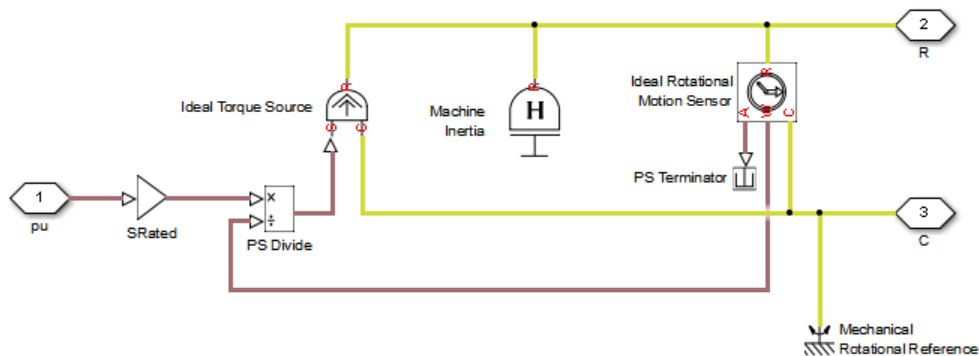 2
R
R
Ideal Rotational
Motion Sensor
R
A
W
C
Ideal Torque Source
R
S
C
Machine
Inertia
H
PS Terminator
1
pu
SRated
×
÷
PS Divide
3
C
Mechanical
Rotational Reference